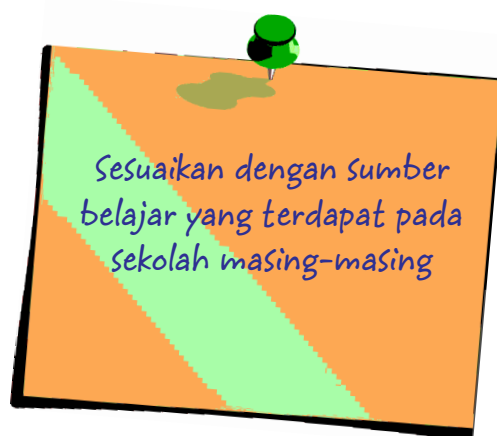 Sesuaikan dengan sumber
belajar yang terdapat pada
sekolah masing-masing